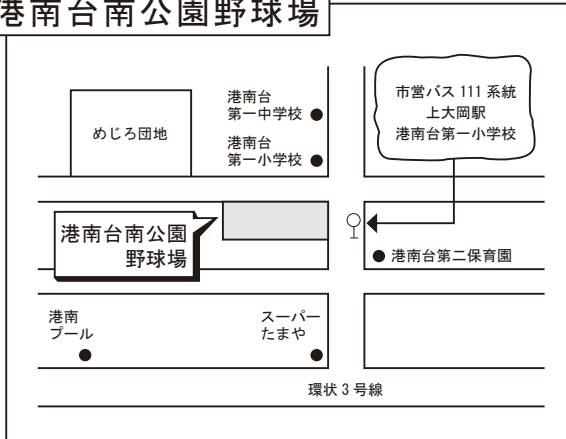 港南台南公園野球場
港南台
第一中学校
港南台
第一小学校
めじろ団地
市営バス 111 系統
上大岡駅
港南台第一小学校
港南台南公園
野球場
港南台第二保育園
港南
プール
スーパー
たまや
環状 3 号線